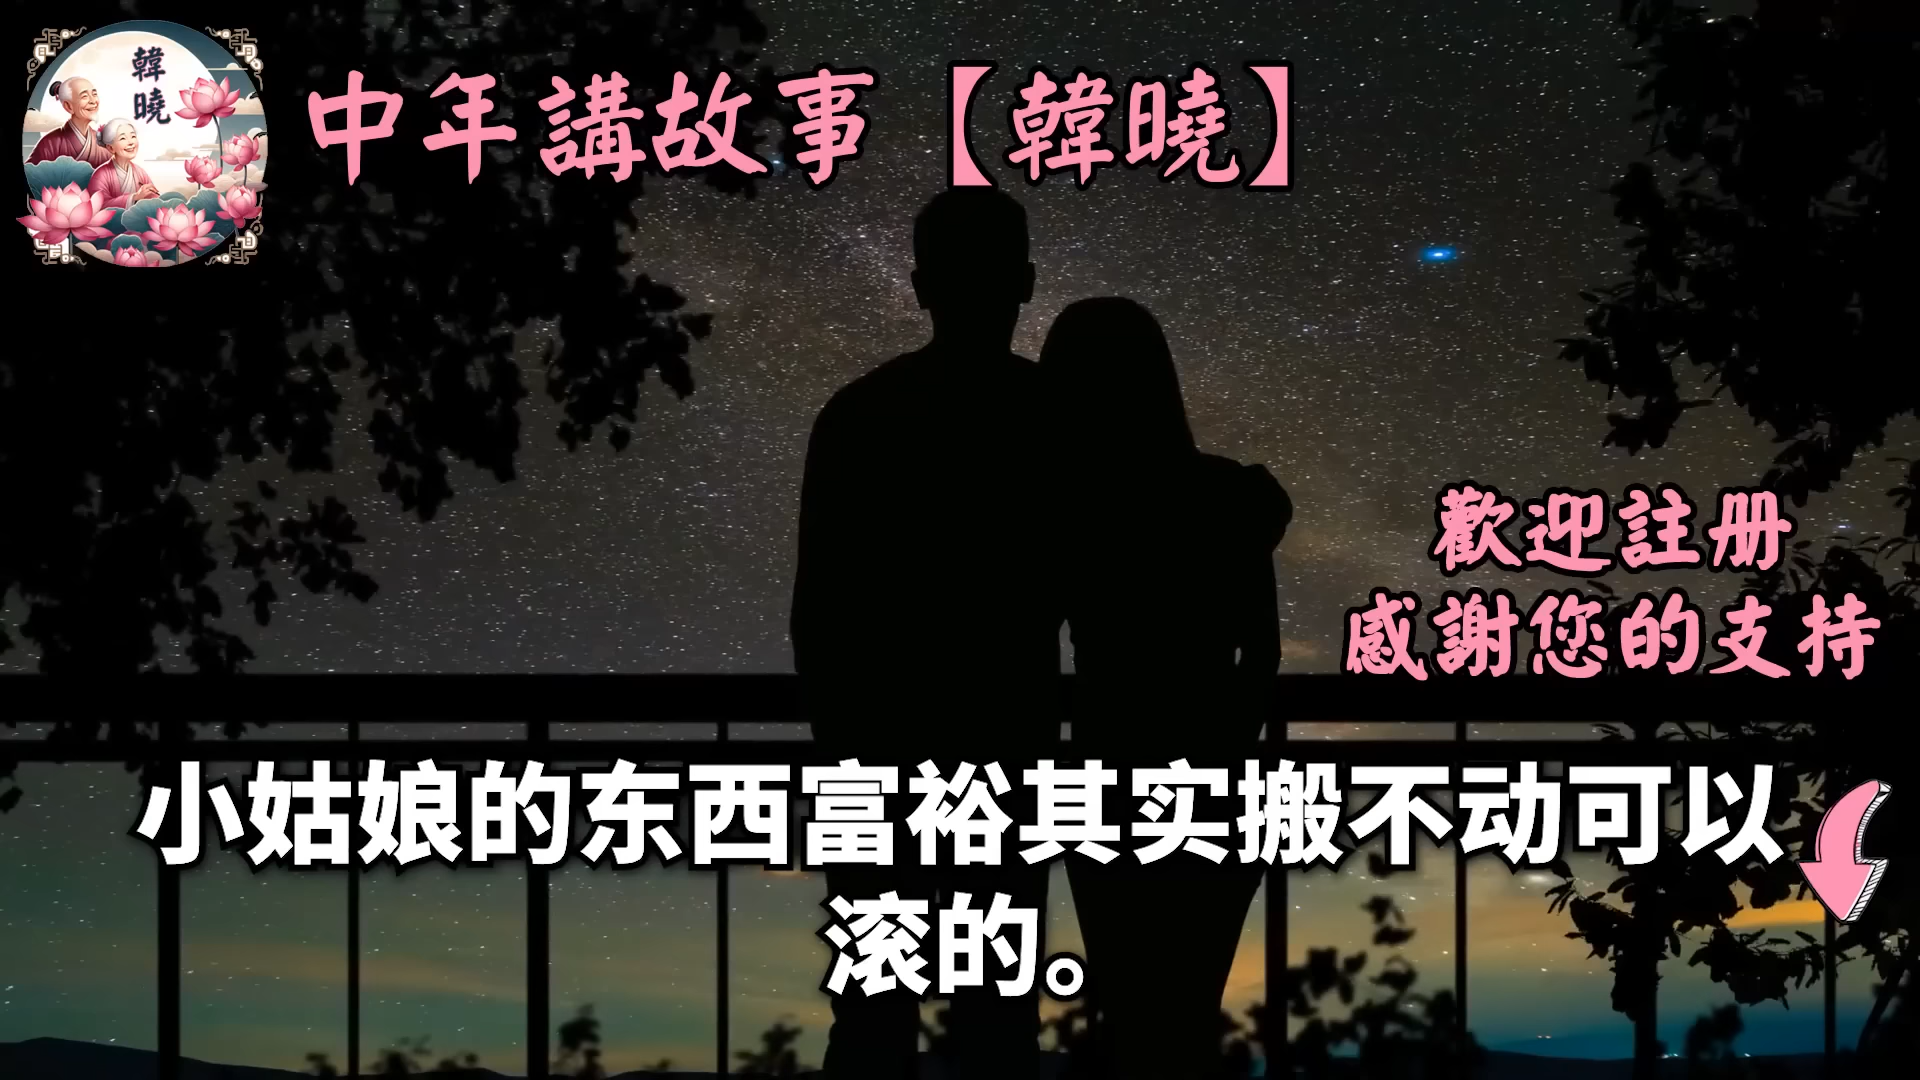 韓
曉
中年講故事【韓曉】
歡迎註册
感謝您的支持
小姑娘的东西富裕其实搬不动可以
滚的。